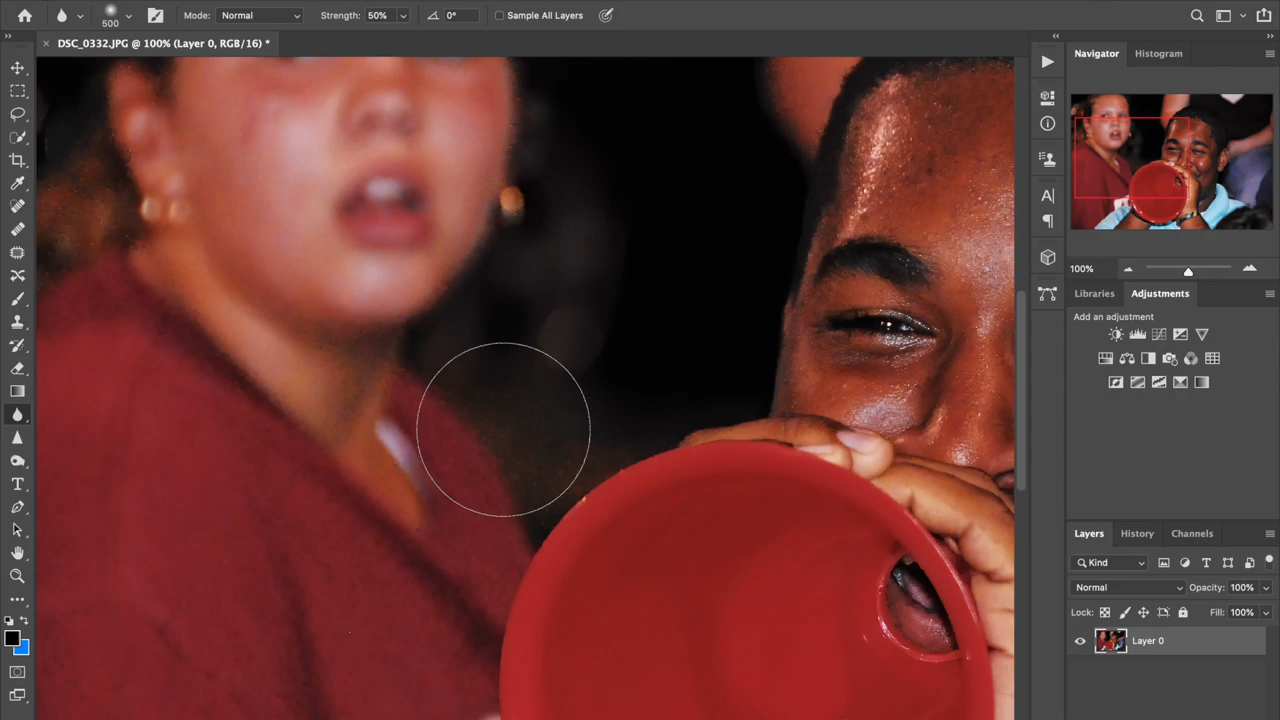 500
Mode: Normal
Strength: 50%
0°
Sample All Layers
DSC_0332.JPG @ 100% (Layer 0, RGB/16) *
Navigator
Histogram
100%
Libraries
Adjustments
Add an adjustment
Layers
History
Channels
Kind
Normal
Opacity: 100%
Lock:
Fill: 100%
Layer 0